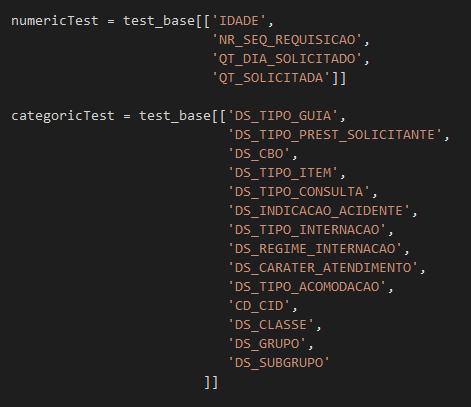 numericTest = test_base[['IDADE',
'NR_SEQ_REQUISICAO',
'QT_DIA_SOLICITADO',
'QT_SOLICITADA']]
categoricTest = test_base[['DS_TIPO_GUIA',
'DS_TIPO_PREST_SOLICITANTE',
'DS_CBO',
'DS_TIPO_ITEM',
'DS_TIPO_CONSULTA',
'DS_INDICACAO_ACIDENTE',
'DS_TIPO_INTERNACAO',
'DS_REGIME_INTERNACAO',
'DS_CARATER_ATENDIMENTO',
'DS_TIPO_ACOMODACAO',
'CD_CID',
'DS_CLASSE',
'DS_GRUPO',
'DS_SUBGRUPO'
]]